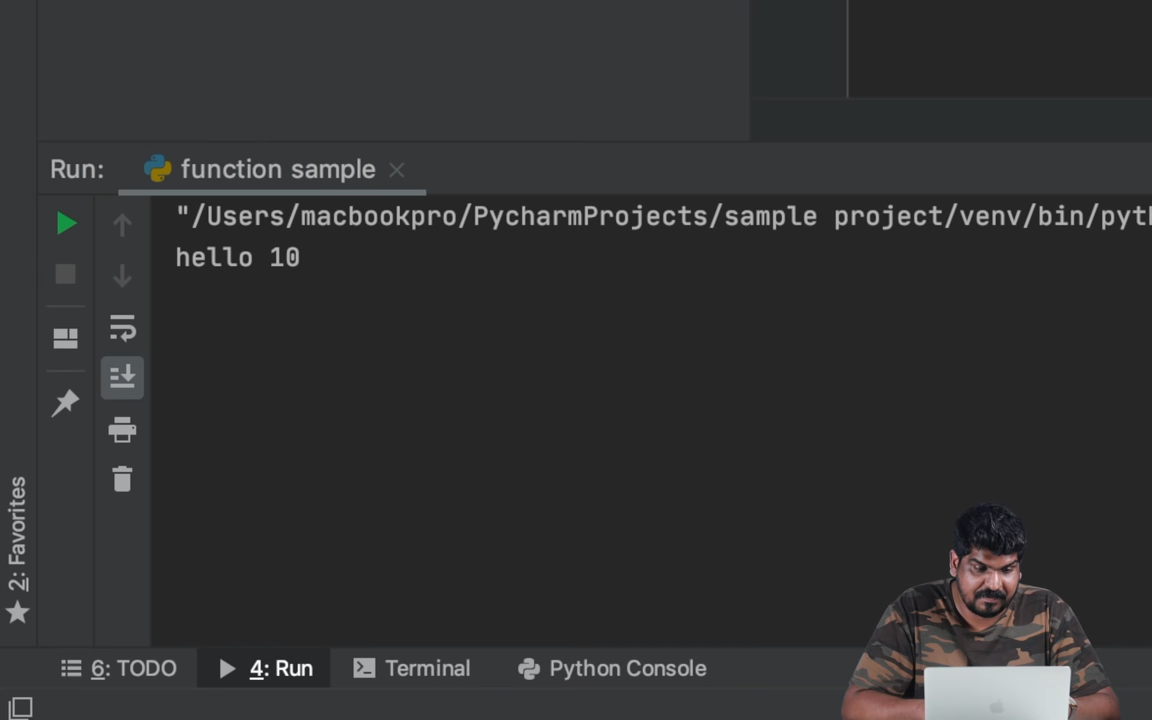 Run: function sample
"/Users/macbookpro/PycharmProjects/sample project/venv/bin/pyth
hello 10
2: Favorites
6: TODO 4: Run Terminal Python Console